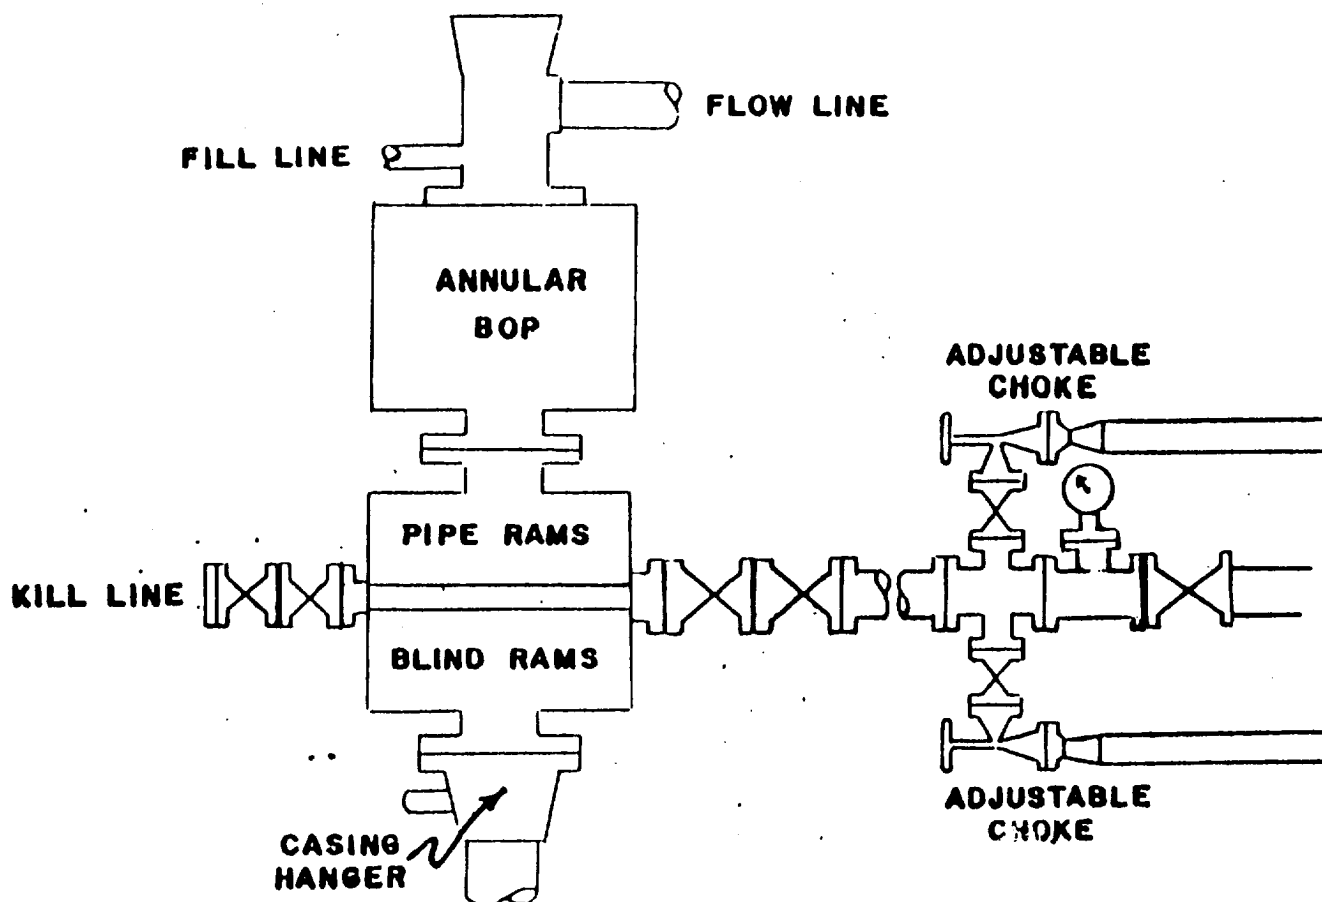 FLOW LINE
FILL LINE
ANNULAR
BOP
ADJUSTABLE
CHOKE
PIPE RAMS
KILL LINE
BLIND RAMS
ADJUSTABLE
CHOKE
CASING
HANGER